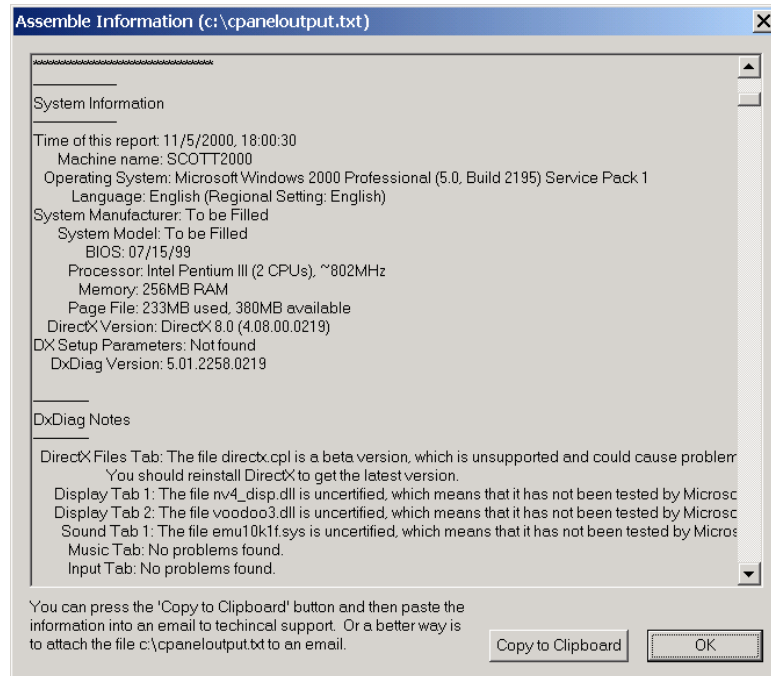 Assemble Information (c:\cpaneloutput.txt)
********************************
System Information
Time of this report: 11/5/2000, 18:00:30
Machine name: SCOTT2000
Operating System: Microsoft Windows 2000 Professional (5.0, Build 2195) Service Pack 1
Language: English (Regional Setting: English)
System Manufacturer: To be Filled
System Model: To be Filled
BIOS: 07/15/99
Processor: Intel Pentium III (2 CPUs), ~802MHz
Memory: 256MB RAM
Page File: 233MB used, 380MB available
DirectX Version: DirectX 8.0 (4.08.00.0219)
DX Setup Parameters: Not found
DxDiag Version: 5.01.2258.0219
DxDiag Notes
DirectX Files Tab: The file directx.cpl is a beta version, which is unsupported and could cause problem
You should reinstall DirectX to get the latest version.
Display Tab 1: The file nv4_disp.dll is uncertified, which means that it has not been tested by Microsc
Display Tab 2: The file voodoo3.dll is uncertified, which means that it has not been tested by Microsc
Sound Tab 1: The file emu10k1f.sys is uncertified, which means that it has not been tested by Micros
Music Tab: No problems found.
Input Tab: No problems found.
You can press the 'Copy to Clipboard' button and then paste the
information into an email to techincal support. Or a better way is
to attach the file c:\cpaneloutput.txt to an email.
Copy to Clipboard
OK